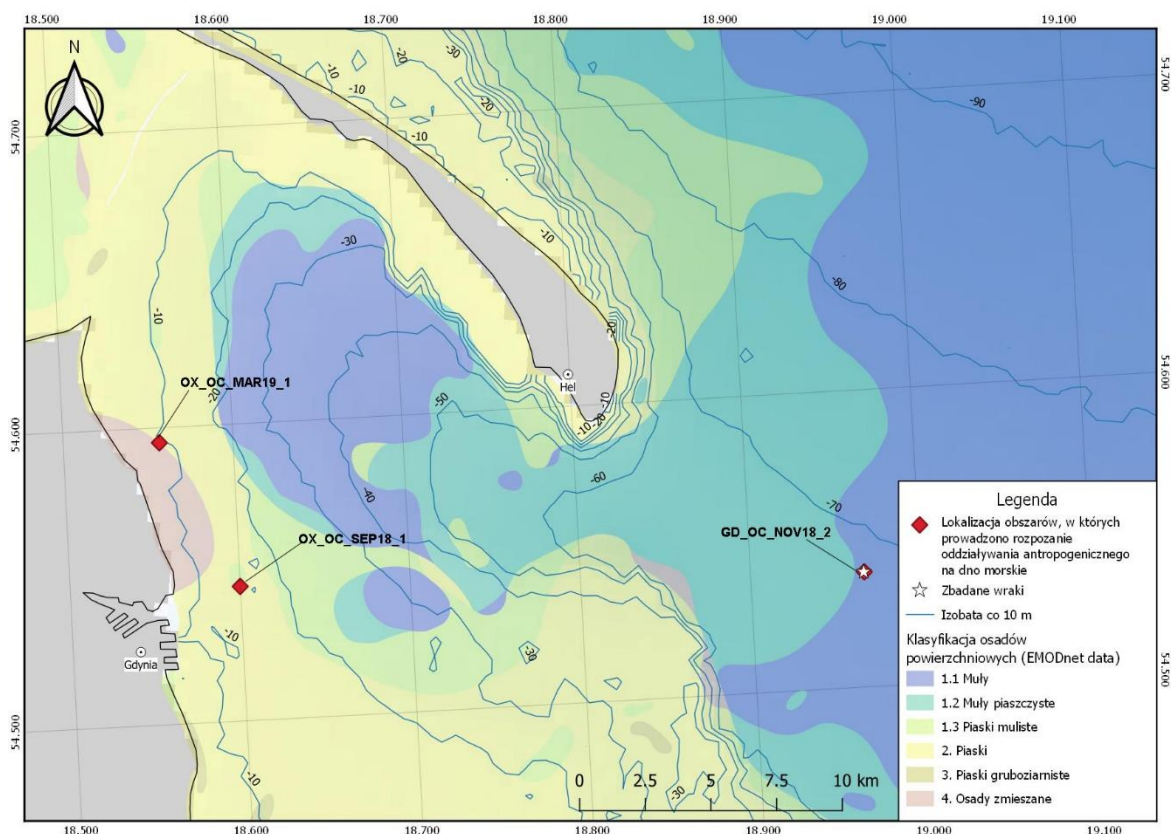 18.500 18.600 18.700 18.800 18.900 19.000 19.100
N
54.700
54.700
-10
-20
-30
-10
-10
-20
-10
-90
-30
-10
-80
-10
-20
OX_OC_MAR19_1
-20
-50
Hel
-10
-10
-20
54.600
54.600
-60
-40
-70
OX_OC_SEP18_1
GD_OC_NOV18_2
-10
-30
Gdynia
54.500
54.500
-10
-30
Legenda
Lokalizacja obszarów, w których
prowadzono rozpozanie
oddziaływania antropogenicznego
na dno morskie
Zbadane wraki
Izobata co 10 m
Klasyfikacja osadów
powierzchniowych (EMODnet data)
1.1 Muły
1.2 Muły piaszczyste
1.3 Piaski muliste
2. Piaski
3. Piaski gruboziarniste
4. Osady zmieszane
0 2,5 5 7,5 10 km
18.500 18.600 18.700 18.800 18.900 19.000 19.100